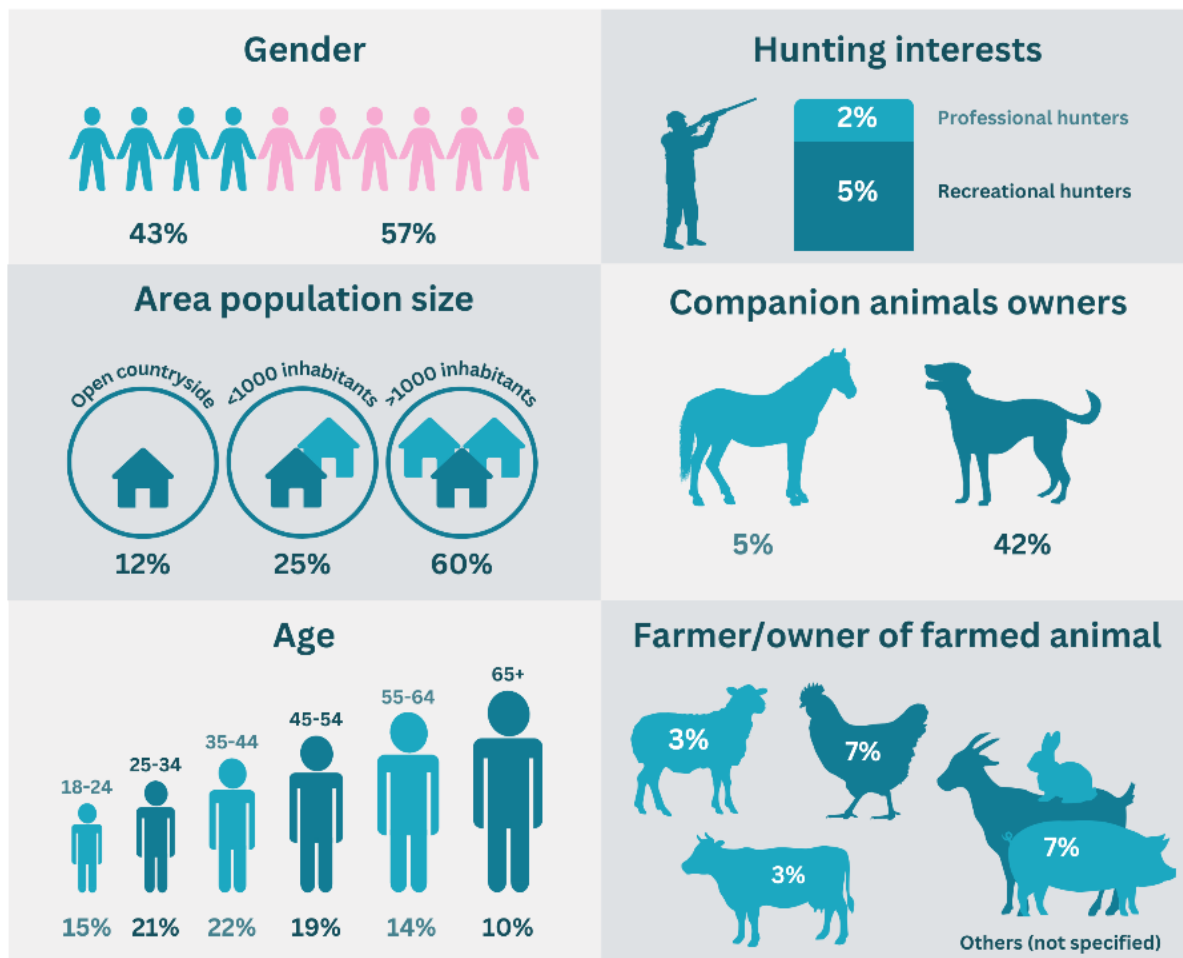 Gender
43%
57%
Hunting interests
2%
Professional hunters
5%
Recreational hunters
Area population size
Open countryside
<1000 inhabitants
>1000 inhabitants
12%
25%
60%
Companion animals owners
5%
42%
Age
18-24
25-34
35-44
45-54
55-64
65+
15%
21%
22%
19%
14%
10%
Farmer/owner of farmed animal
3%
7%
3%
7%
Others (not specified)